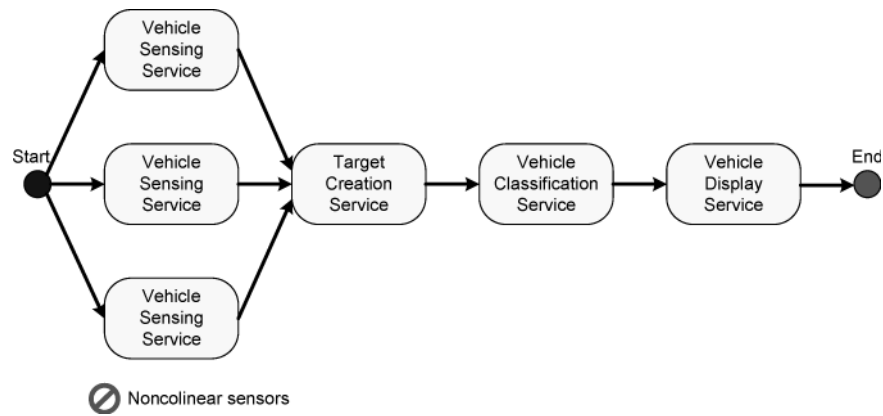 Vehicle
Sensing
Service
Start
Vehicle
Sensing
Service
Target
Creation
Service
Vehicle
Classification
Service
Vehicle
Display
Service
End
Vehicle
Sensing
Service
Noncolinear sensors